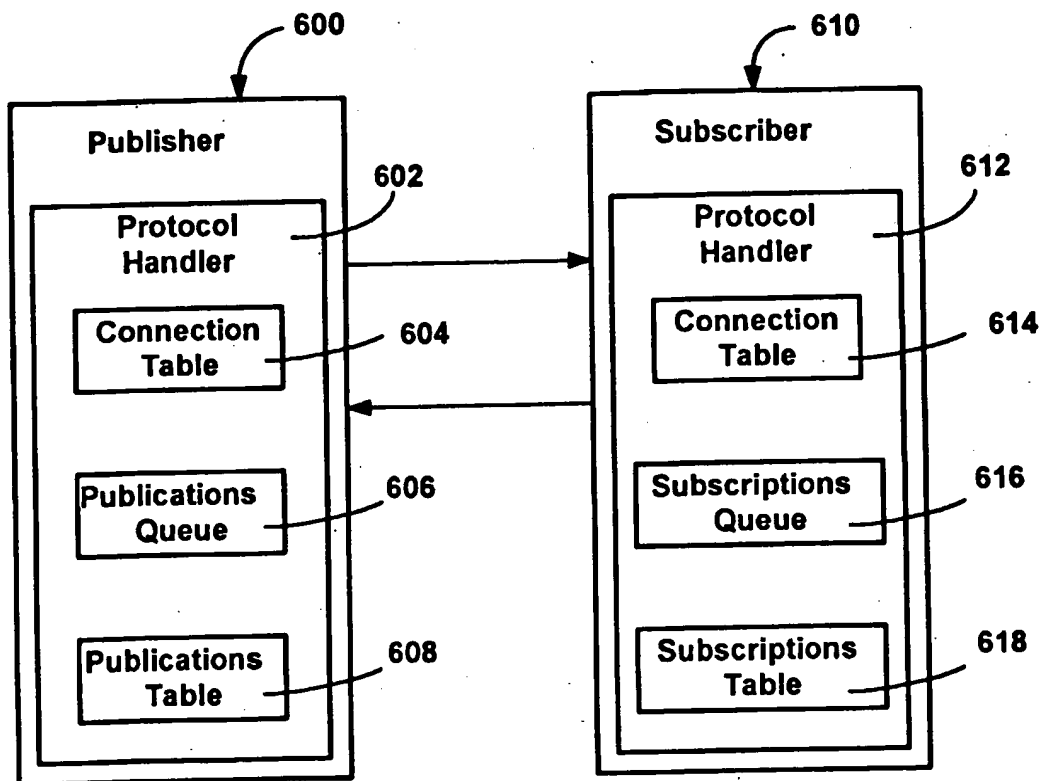 600
Publisher
602
Protocol
Handler
Connection
Table
604
Publications
Queue
606
Publications
Table
608
610
Subscriber
612
Protocol
Handler
Connection
Table
614
Subscriptions
Queue
616
Subscriptions
Table
618